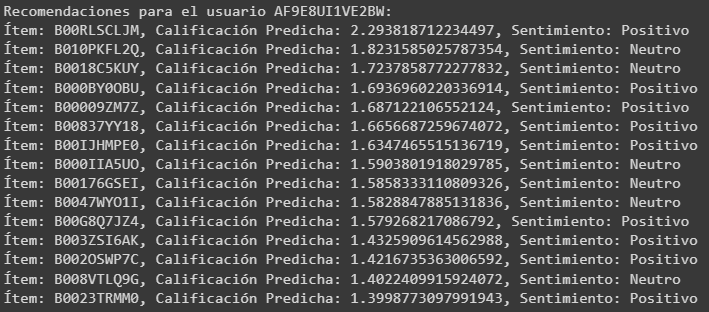 Recomendaciones para el usuario AF9E8UI1VE2BW:
Ítem: B00RLSCLJM, Calificación Predicha: 2.293818712234497, Sentimiento: Positivo
Ítem: B010PKFL2Q, Calificación Predicha: 1.8231585025787354, Sentimiento: Neutro
Ítem: B0018C5KUY, Calificación Predicha: 1.7237858772277832, Sentimiento: Neutro
Ítem: B000BY0OBU, Calificación Predicha: 1.6936960220336914, Sentimiento: Positivo
Ítem: B00009ZM7Z, Calificación Predicha: 1.687122106552124, Sentimiento: Positivo
Ítem: B00837YY18, Calificación Predicha: 1.6656687259674072, Sentimiento: Positivo
Ítem: B00IJHMPE0, Calificación Predicha: 1.6347465515136719, Sentimiento: Positivo
Ítem: B000IIA5UO, Calificación Predicha: 1.5903801918029785, Sentimiento: Neutro
Ítem: B00176GSEI, Calificación Predicha: 1.5858333110809326, Sentimiento: Neutro
Ítem: B0047WYO1I, Calificación Predicha: 1.5828847885131836, Sentimiento: Neutro
Ítem: B00G8Q7JZ4, Calificación Predicha: 1.579268217086792, Sentimiento: Positivo
Ítem: B003ZSI6AK, Calificación Predicha: 1.4325909614562988, Sentimiento: Positivo
Ítem: B002OSWP7C, Calificación Predicha: 1.4216735363006592, Sentimiento: Positivo
Ítem: B008VTLQ9G, Calificación Predicha: 1.4022409915924072, Sentimiento: Neutro
Ítem: B0023TRMM0, Calificación Predicha: 1.3998773097991943, Sentimiento: Positivo